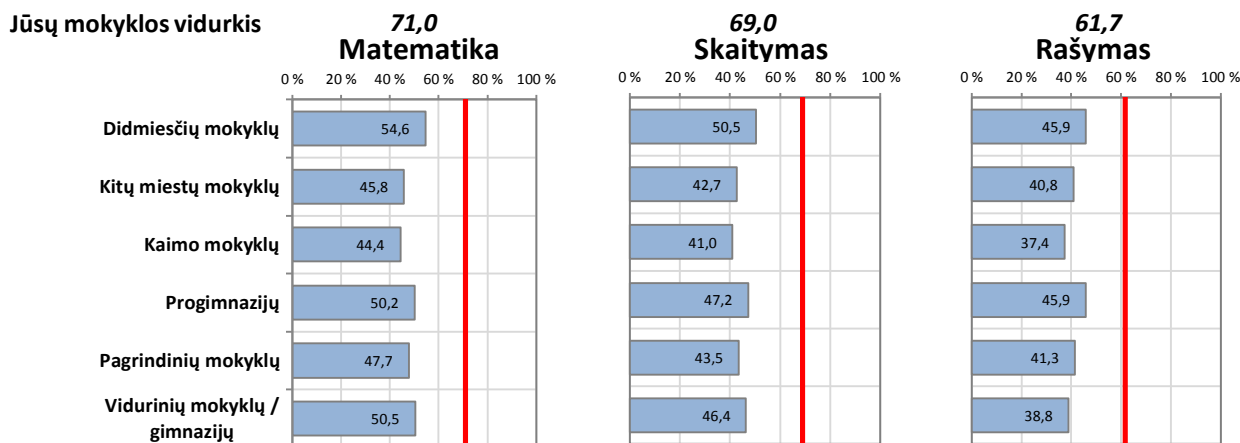 Jūsų mokyklos vidurkis 71,0 69,0 61,7
Matematika Skaitymas Rašymas
0 % 20 % 40 % 60 % 80 % 100 % 0 % 20 % 40 % 60 % 80 % 100 % 0 % 20 % 40 % 60 % 80 % 100 %
Didmiesčių mokyklų 54,6 50,5 45,9
Kitų miestų mokyklų 45,8 42,7 40,8
Kaimo mokyklų 44,4 41,0 37,4
Progimnazijų 50,2 47,2 45,9
Pagrindinių mokyklų 47,7 43,5 41,3
Vidurinių mokyklų /
gimnazijų 50,5 46,4 38,8